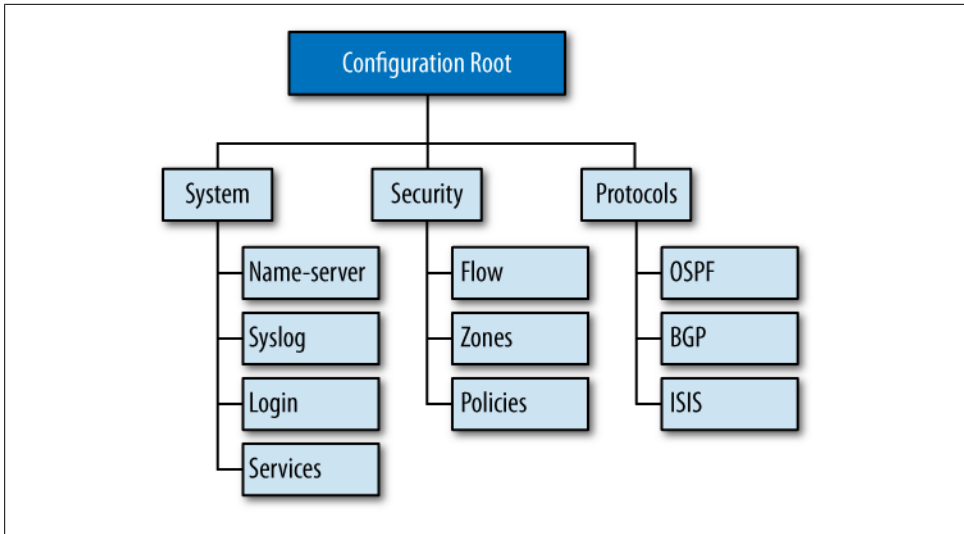 Configuration Root
System
Security
Protocols
Name-server
Flow
OSPF
Syslog
Zones
BGP
Login
Policies
ISIS
Services